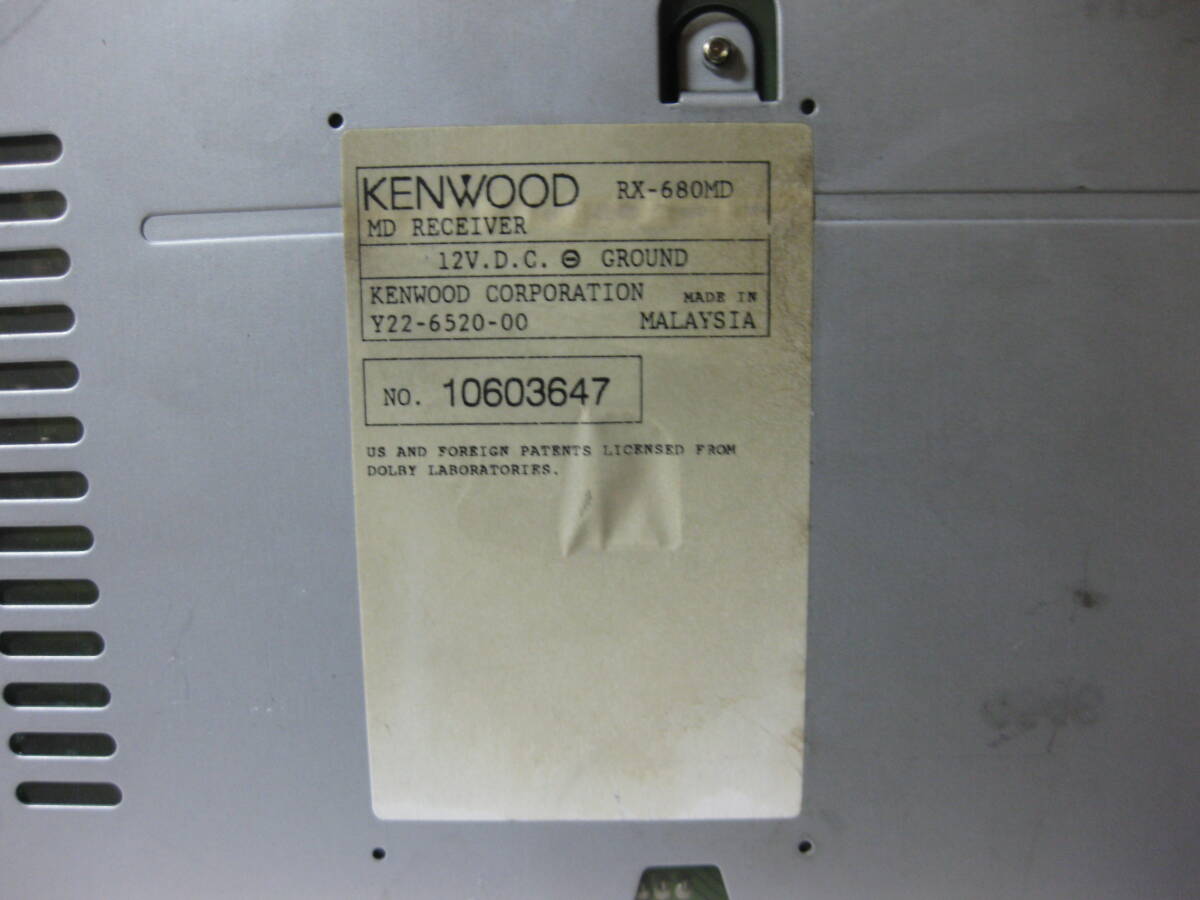 KENWOOD RX-680MD
MD RECEIVER
12V.D.C. ⊖ GROUND
KENWOOD CORPORATION MADE IN
Y22-6520-00 MALAYSIA
NO. 10603647
US AND FOREIGN PATENTS LICENSED FROM
DOLBY LABORATORIES.